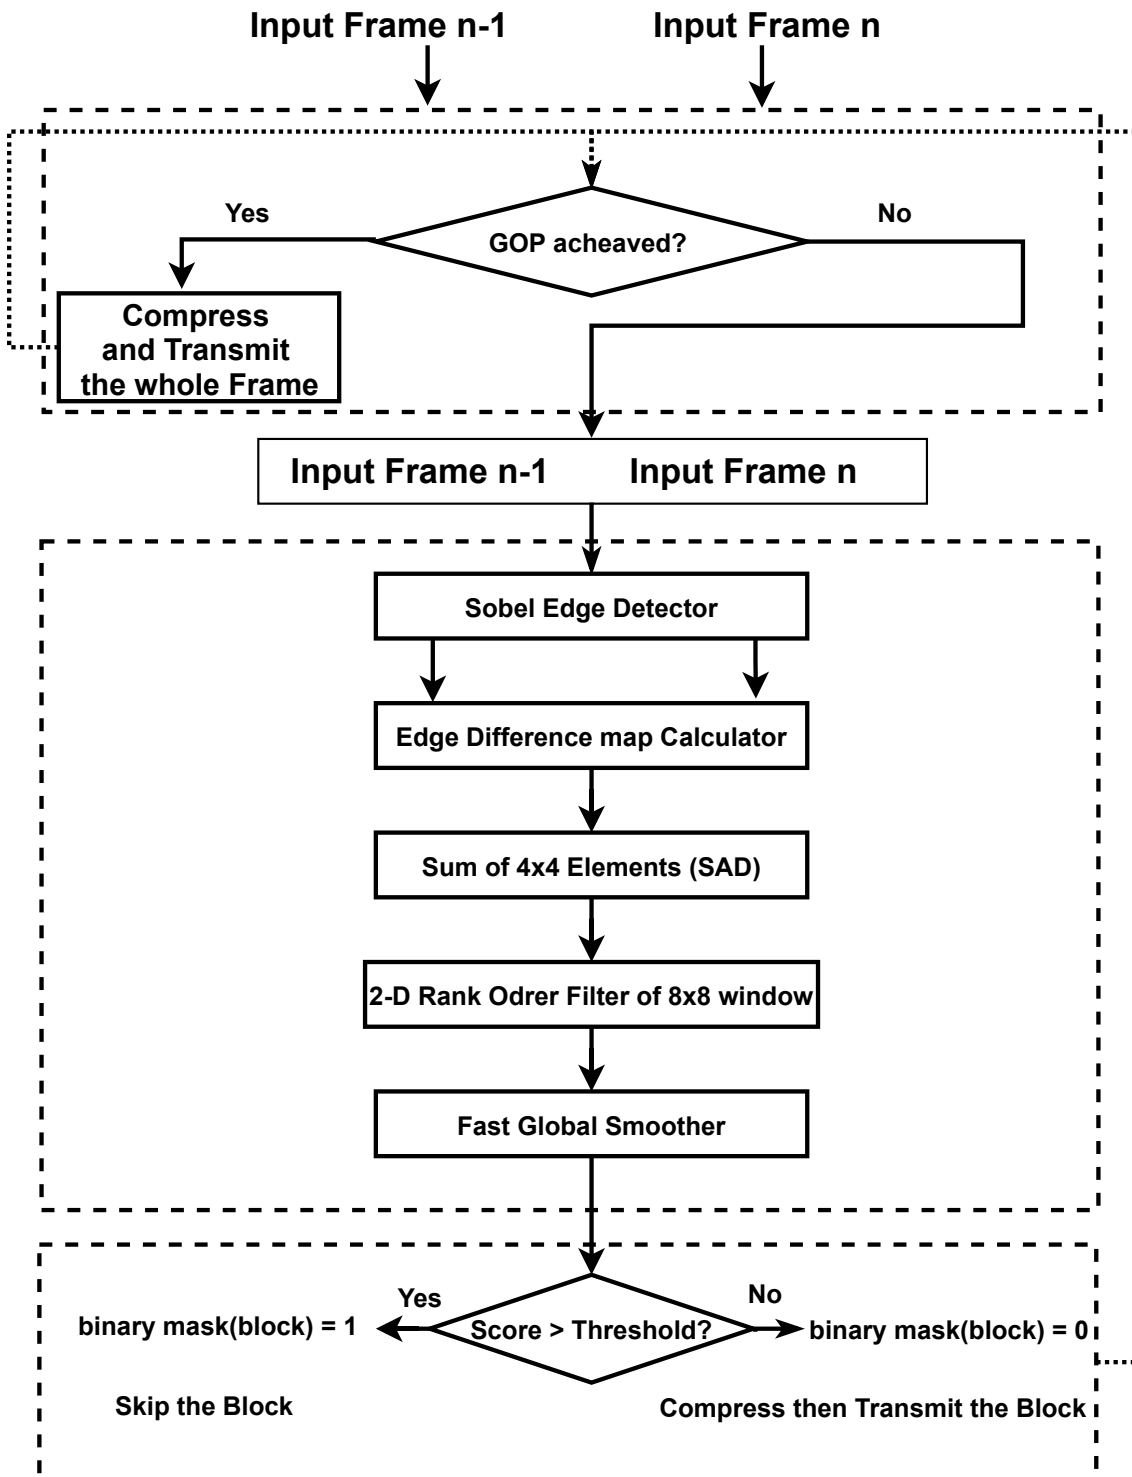 Input Frame n-1
Input Frame n
Yes
No
GOP acheaved?
Compress
and Transmit
the whole Frame
Input Frame n-1
Input Frame n
Sobel Edge Detector
Edge Difference map Calculator
Sum of 4x4 Elements (SAD)
2-D Rank Odrer Filter of 8x8 window
Fast Global Smoother
Yes
No
binary mask(block) = 1
Score > Threshold?
binary mask(block) = 0
Skip the Block
Compress then Transmit the Block